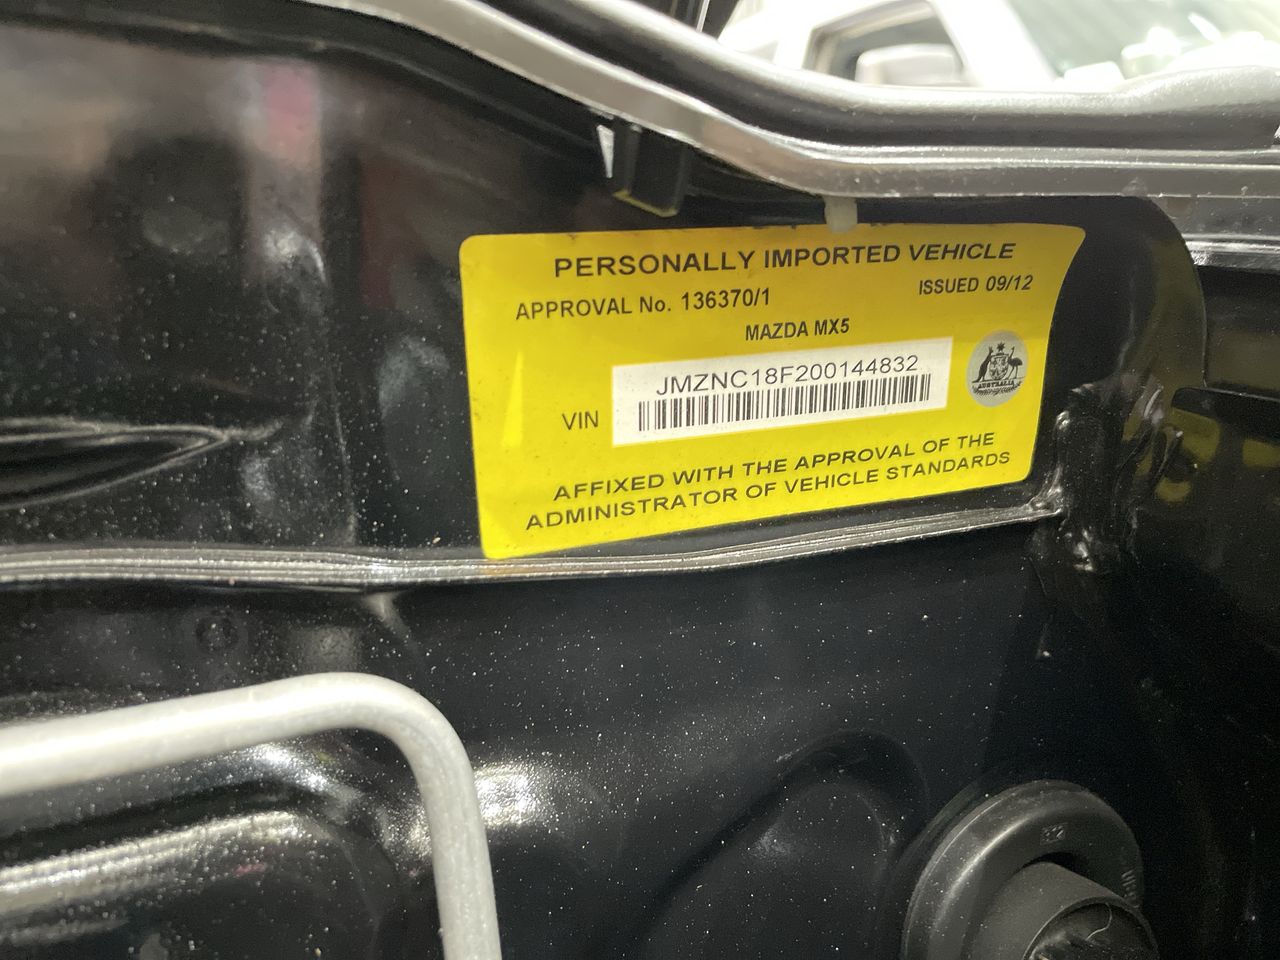 PERSONALLY IMPORTED VEHICLE
APPROVAL No. 136370/1
ISSUED 09/12
MAZDA MX5
JMZNC18F200144832
VIN
AUSTRALIA
AFFIXED WITH THE APPROVAL OF THE
ADMINISTRATOR OF VEHICLE STANDARDS